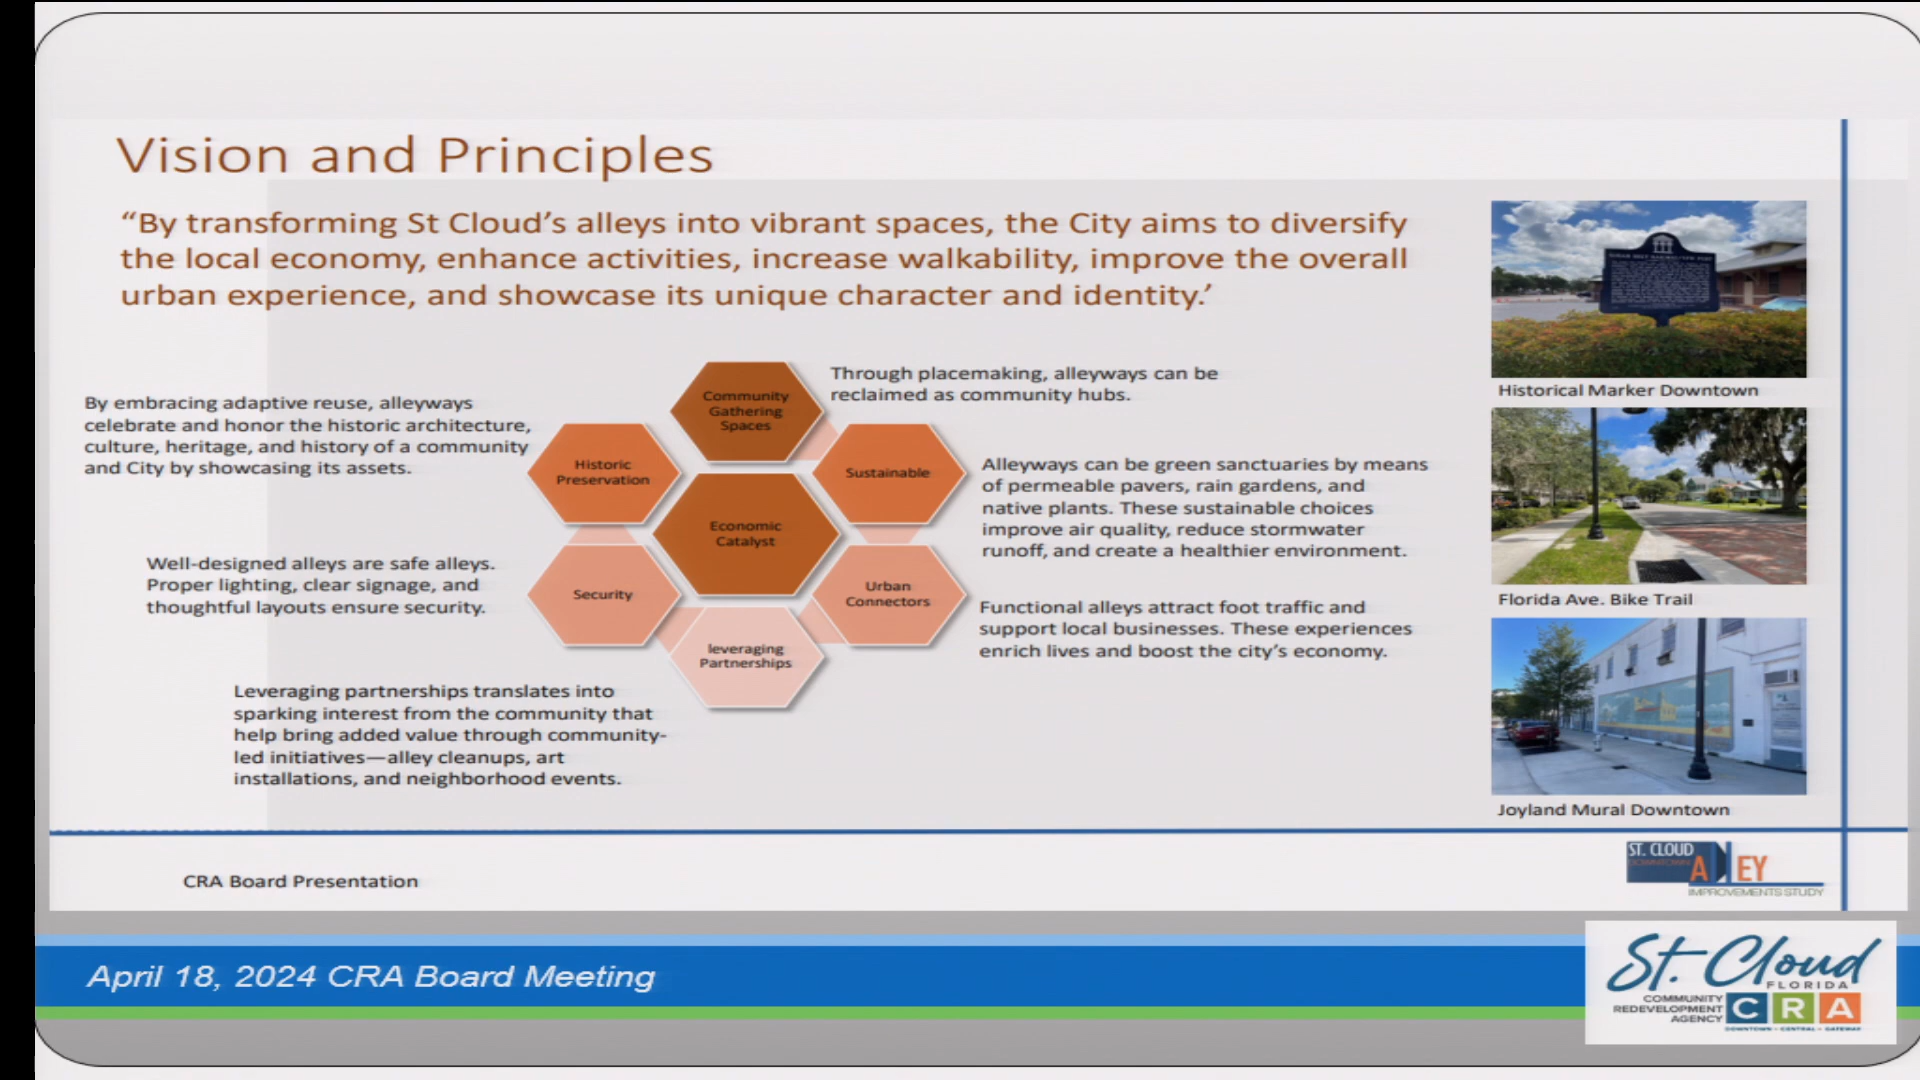 Vision and Principles
“By transforming St Cloud’s alleys into vibrant spaces, the City aims to diversify
the local economy, enhance activities, increase walkability, improve the overall
urban experience, and showcase its unique character and identity.’
By embracing adaptive reuse, alleyways
celebrate and honor the historic architecture,
culture, heritage, and history of a community
and City by showcasing its assets.
Well-designed alleys are safe alleys.
Proper lighting, clear signage, and
thoughtful layouts ensure security.
Leveraging partnerships translates into
sparking interest from the community that
help bring added value through community-
led initiatives—alley cleanups, art
installations, and neighborhood events.
Community
Gathering
Spaces
Historic
Preservation
Sustainable
Economic
Catalyst
Security
Urban
Connectors
leveraging
Partnerships
Through placemaking, alleyways can be
reclaimed as community hubs.
Alleyways can be green sanctuaries by means
of permeable pavers, rain gardens, and
native plants. These sustainable choices
improve air quality, reduce stormwater
runoff, and create a healthier environment.
Functional alleys attract foot traffic and
support local businesses. These experiences
enrich lives and boost the city’s economy.
Historical Marker Downtown
Florida Ave. Bike Trail
Joyland Mural Downtown
CRA Board Presentation
ST. CLOUD
DOWNTOWN
ALLEY
IMPROVEMENTS STUDY
April 18, 2024 CRA Board Meeting
St. Cloud
FLORIDA
COMMUNITY
REDEVELOPMENT
AGENCY
CRA
DOWNTOWN • CENTRAL • GATEWAY